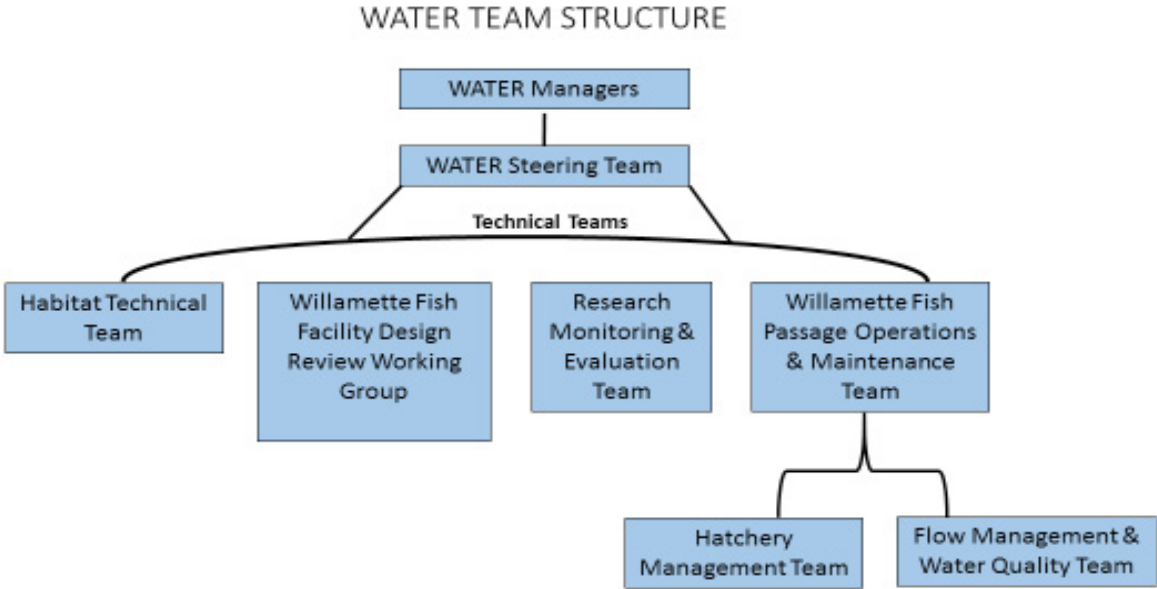 WATER TEAM STRUCTURE
WATER Managers
WATER Steering Team
Technical Teams
Habitat Technical
Team
Willamette Fish
Facility Design
Review Working
Group
Research
Monitoring &
Evaluation
Team
Willamette Fish
Passage Operations
& Maintenance
Team
Hatchery
Management Team
Flow Management &
Water Quality Team